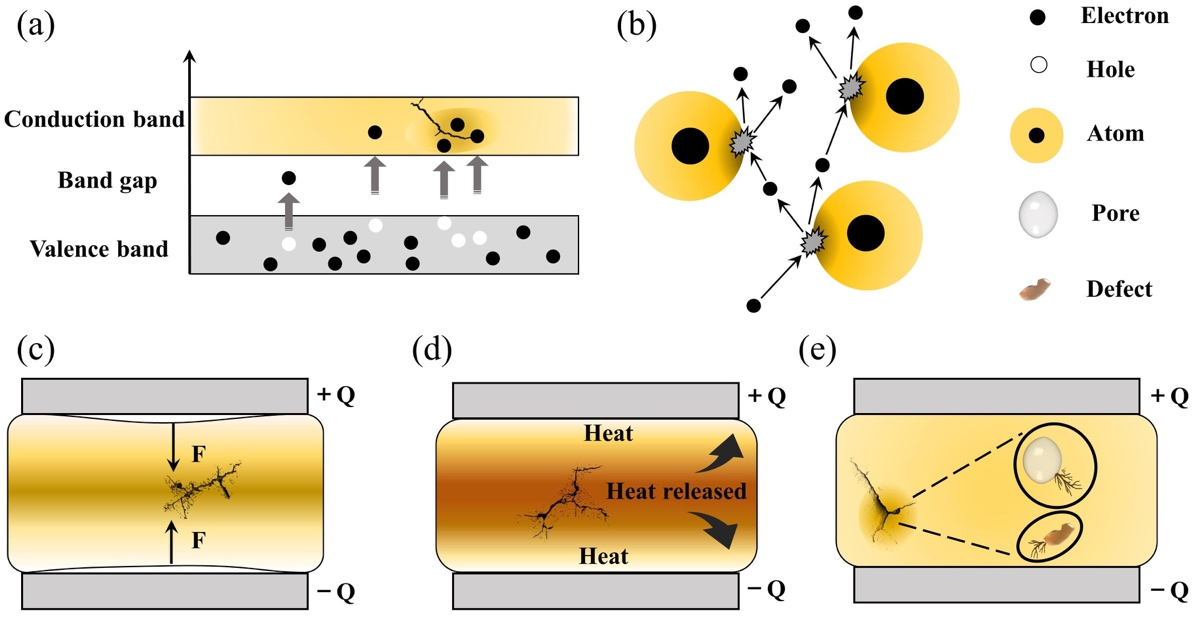 (a)
Conduction band
Band gap
Valence band
(b)
Electron
Hole
Atom
Pore
Defect
(c)
+Q
F
F
−Q
(d)
+Q
Heat
Heat released
Heat
−Q
(e)
+Q
−Q